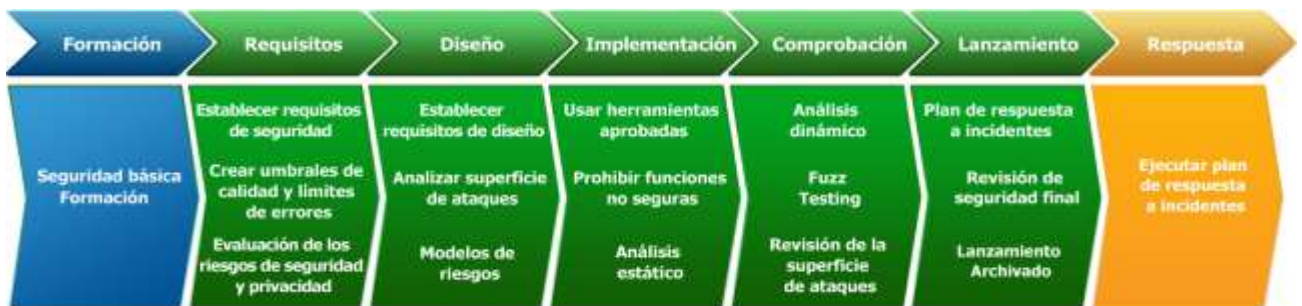 Formación
Requisitos
Diseño
Implementación
Comprobación
Lanzamiento
Respuesta
Seguridad básica
Formación
Establecer requisitos
de seguridad
Crear umbrales de
calidad y límites
de errores
Evaluación de los
riesgos de seguridad
y privacidad
Establecer
requisitos de diseño
Analizar superficie
de ataques
Modelos de
riesgos
Usar herramientas
aprobadas
Prohibir funciones
no seguras
Análisis
estático
Análisis
dinámico
Fuzz
Testing
Revisión de la
superficie
de ataques
Plan de respuesta
a incidentes
Revisión de
seguridad final
Lanzamiento
Archivado
Ejecutar plan
de respuesta
a incidentes